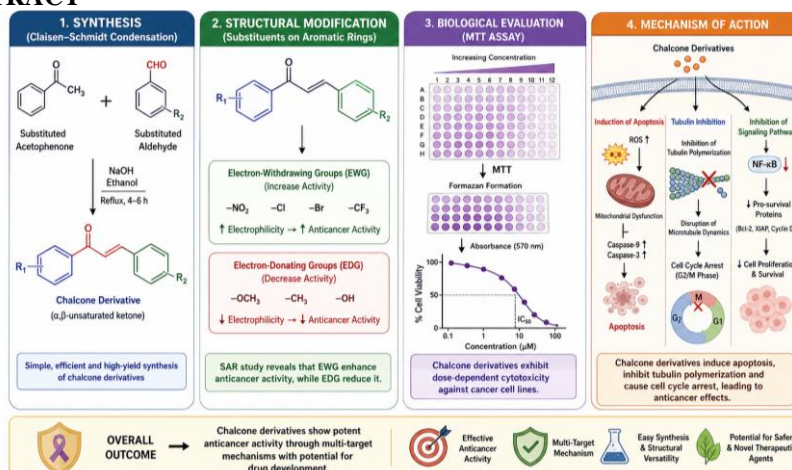 1. SYNTHESIS
(Claisen–Schmidt Condensation)
O
CH3
+
CHO
R2
Substituted
Acetophenone
Substituted
Aldehyde
NaOH
Ethanol
Reflux, 4–6 h
O
R1
R2
Chalcone Derivative
(α,β-unsaturated ketone)
Simple, efficient and high-yield synthesis
of chalcone derivatives
2. STRUCTURAL MODIFICATION
(Substituents on Aromatic Rings)
O
R1
R2
Electron-Withdrawing Groups (EWG)
(Increase Activity)
–NO2 –Cl –Br –CF3
↑ Electrophilicity → ↑ Anticancer Activity
Electron-Donating Groups (EDG)
(Decrease Activity)
–OCH3 –CH3 –OH
↓ Electrophilicity → ↓ Anticancer Activity
SAR study reveals that EWG enhance
anticancer activity, while EDG reduce it.
3. BIOLOGICAL EVALUATION
(MTT ASSAY)
Increasing Concentration
1 2 3 4 5 6 7 8 9 10 11 12
A
B
C
D
E
F
G
H
MTT
Formazan Formation
Absorbance (570 nm)
% Cell Viability
100
50
0
IC50
0.1 1 10 100
Concentration (µM)
Chalcone derivatives exhibit
dose-dependent cytotoxicity
against cancer cell lines.
4. MECHANISM OF ACTION
Chalcone Derivatives
Induction of Apoptosis
ROS ↑
Mitochondrial Dysfunction
Caspase-9 ↑
Caspase-3 ↑
Apoptosis
Tubulin Inhibition
Inhibition of
Tubulin Polymerization
Disruption of
Microtubule Dynamics
Cell Cycle Arrest
(G2/M Phase)
M
G2
G1
Inhibition of
Signaling Pathwa
NF-κB ↓
↓ Pro-survival
Proteins
(Bcl-2, XIAP, Cyclin D
↓ Cell Proliferation
& Survival
Chalcone derivatives induce apoptosis,
inhibit tubulin polymerization and
cause cell cycle arrest, leading to
anticancer effects.
OVERALL
OUTCOME
Chalcone derivatives show potent
anticancer activity through multi-target
mechanisms with potential for
drug development.
Effective
Anticancer
Activity
Multi-Target
Mechanism
Easy Synthesis
& Structural
Versatility
Potential for Safer
& Novel Therapeutic
Agents